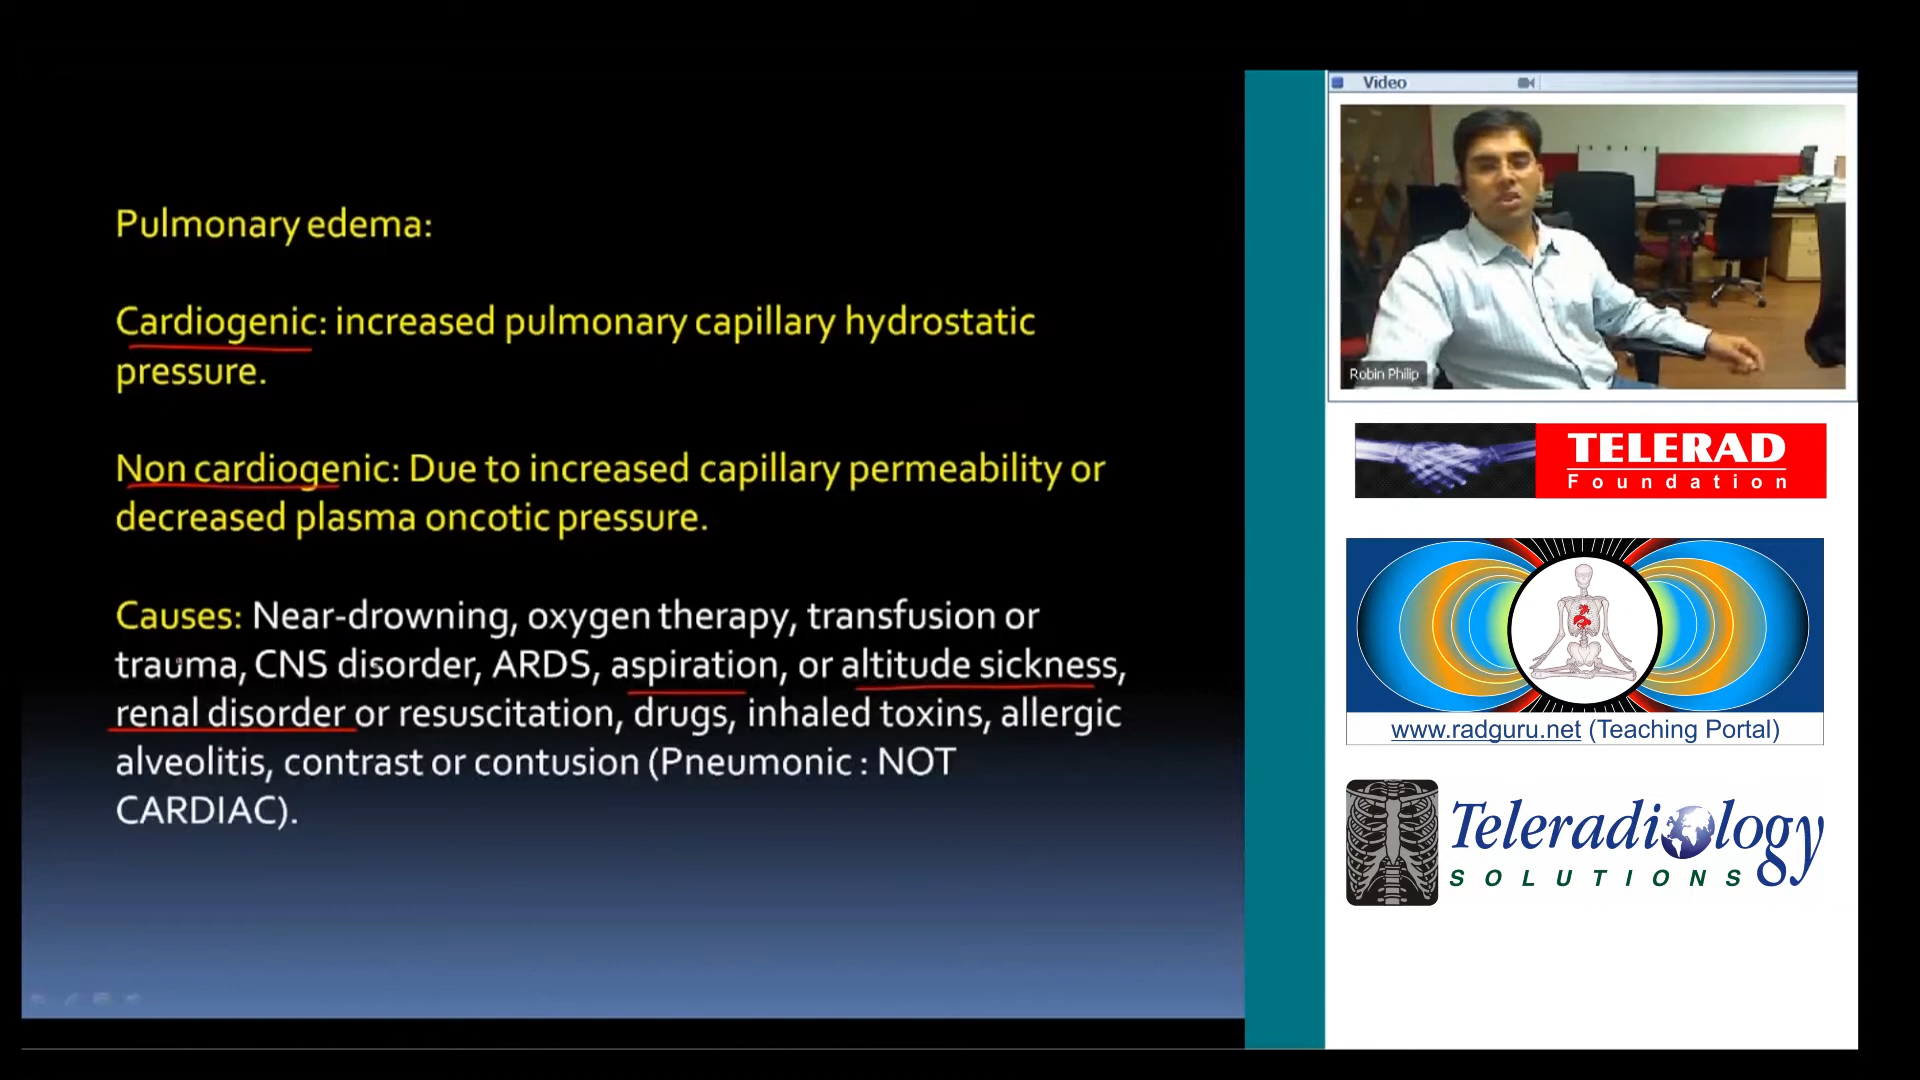 Pulmonary edema:
Cardiogenic: increased pulmonary capillary hydrostatic
pressure.
Non cardiogenic: Due to increased capillary permeability or
decreased plasma oncotic pressure.
Causes: Near-drowning, oxygen therapy, transfusion or
trauma, CNS disorder, ARDS, aspiration, or altitude sickness,
renal disorder or resuscitation, drugs, inhaled toxins, allergic
alveolitis, contrast or contusion (Pneumonic : NOT
CARDIAC).
Video
Robin Philip
TELERAD
Foundation
www.radguru.net (Teaching Portal)
Teleradiology
SOLUTIONS